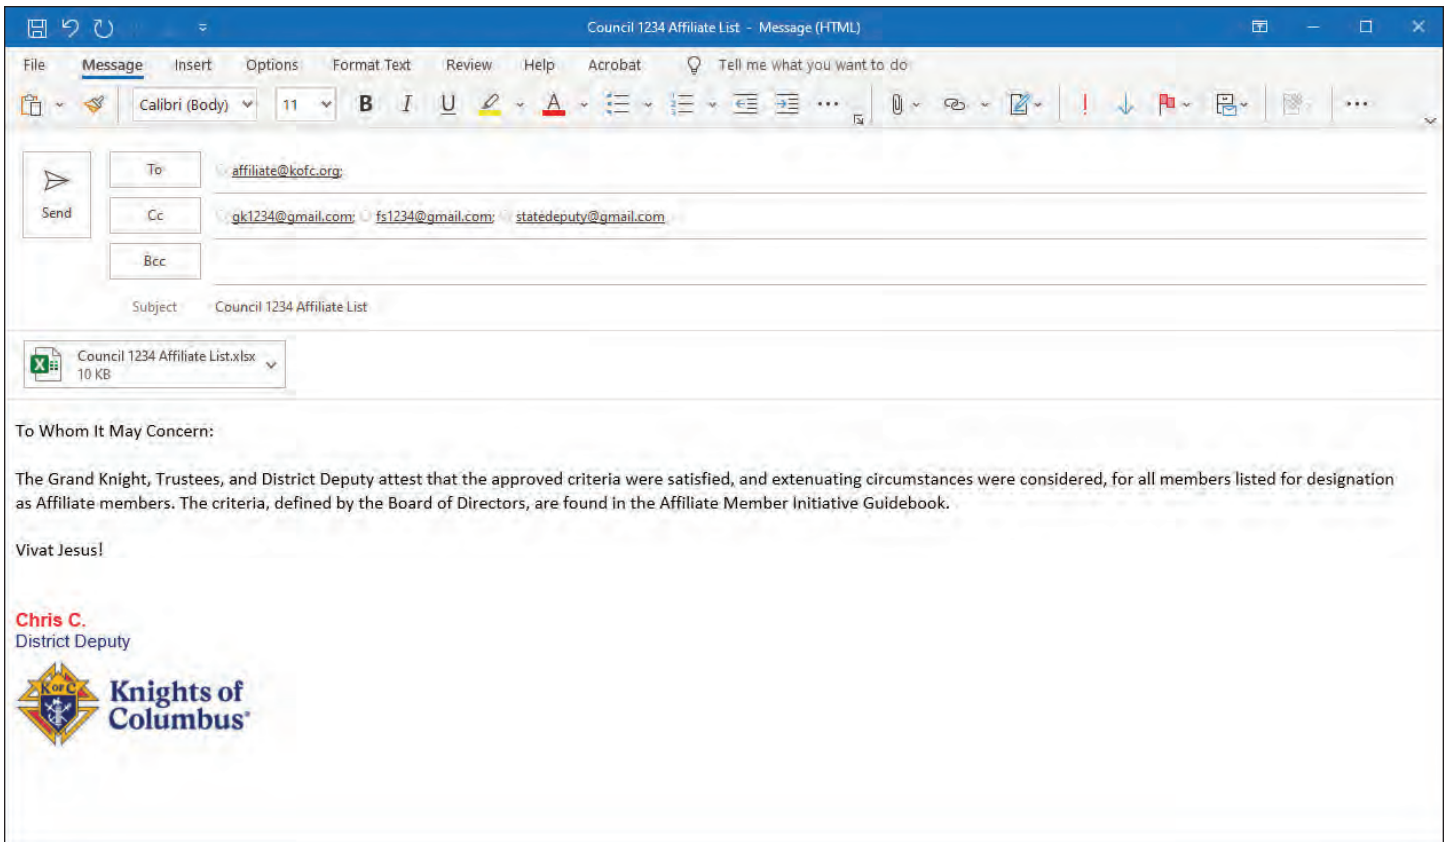 Council 1234 Affiliate List - Message (HTML)
File Message Insert Options Format Text Review Help Acrobat Tell me what you want to do
Calibri (Body) 11 B I U A
To affiliate@kofc.org;
Send Cc gk1234@gmail.com; fs1234@gmail.com; statedeputy@gmail.com
Bcc
Subject Council 1234 Affiliate List
Council 1234 Affiliate List.xlsx
10 KB
To Whom It May Concern:
The Grand Knight, Trustees, and District Deputy attest that the approved criteria were satisfied, and extenuating circumstances were considered, for all members listed for designation
as Affiliate members. The criteria, defined by the Board of Directors, are found in the Affiliate Member Initiative Guidebook.
Vivat Jesus!
Chris C.
District Deputy
K of C
Knights of
Columbus®